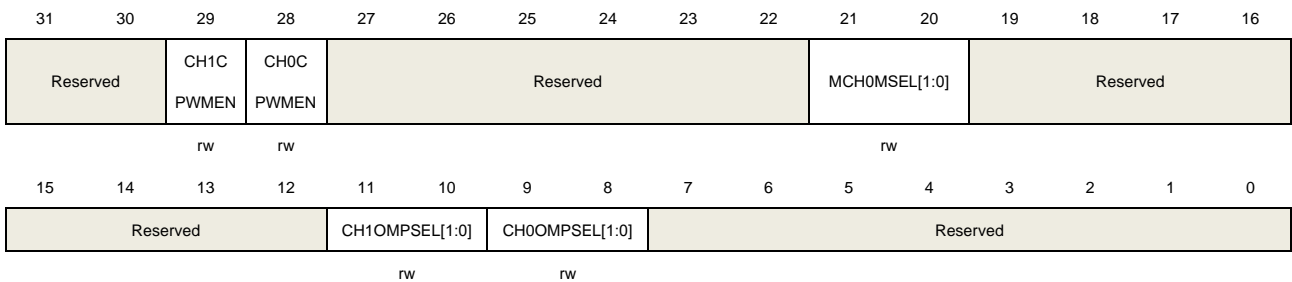 31 30 29 28 27 26 25 24 23 22 21 20 19 18 17 16
Reserved CH1C PWMEN CH0C PWMEN Reserved MCH0MSEL[1:0] Reserved
rw rw rw
15 14 13 12 11 10 9 8 7 6 5 4 3 2 1 0
Reserved CH1OMPSEL[1:0] CH0OMPSEL[1:0] Reserved
rw rw